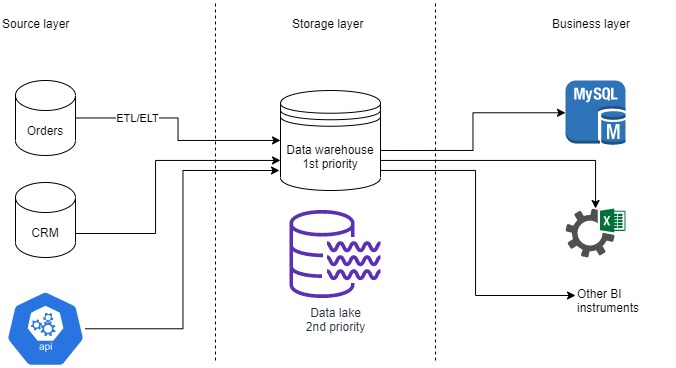 Source layer
Storage layer
Business layer
Orders
ETL/ELT
Data warehouse
1st priority
MySQL
M
CRM
X
Data lake
2nd priority
Other BI
instruments
api